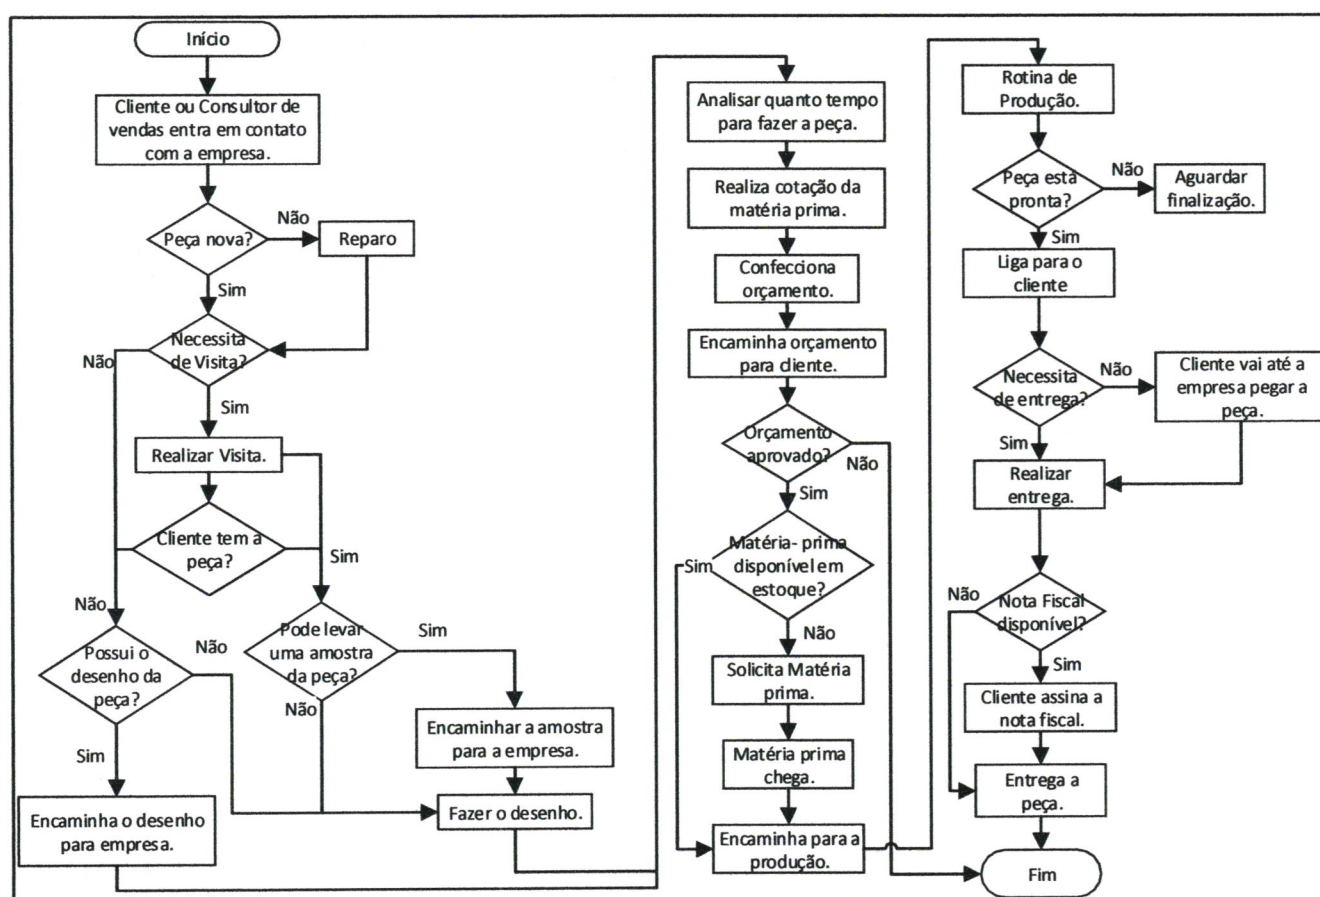 Início
Cliente ou Consultor de
vendas entra em contato
com a empresa.
Peça nova?
Não
Reparo
Sim
Necessita
de Visita?
Não
Sim
Realizar Visita.
Cliente tem a
peça?
Sim
Não
Possui o
desenho da
peça?
Não
Sim
Pode levar
uma amostra
da peça?
Sim
Não
Encaminhar a amostra
para a empresa.
Fazer o desenho.
Encaminha o desenho
para empresa.
Analisar quanto tempo
para fazer a peça.
Realiza cotação da
matéria prima.
Confecciona
orçamento.
Encaminha orçamento
para cliente.
Orçamento
aprovado?
Não
Sim
Matéria- prima
disponível em
estoque?
Sim
Não
Solicita Matéria
prima.
Matéria prima
chega.
Encaminha para a
produção.
Rotina de
Produção.
Peça está
pronta?
Não
Aguardar
finalização.
Sim
Liga para o
cliente
Necessita
de entrega?
Não
Cliente vai até a
empresa pegar a
peça.
Sim
Realizar
entrega.
Nota Fiscal
disponível?
Não
Sim
Cliente assina a
nota fiscal.
Entrega a
peça.
Fim